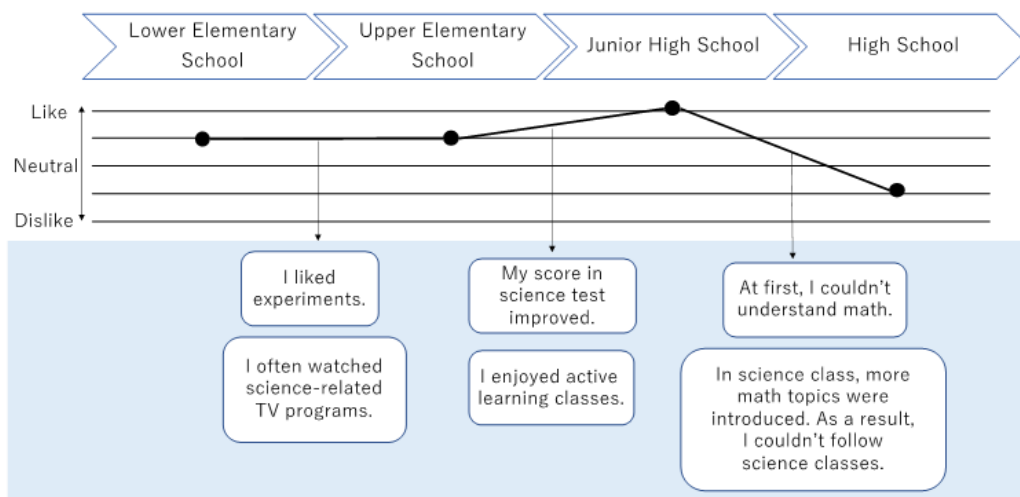 Lower Elementary
School
Upper Elementary
School
Junior High School
High School
Like
Neutral
Dislike
I liked
experiments.
I often watched
science-related
TV programs.
My score in
science test
improved.
I enjoyed active
learning classes.
At first, I couldn't
understand math.
In science class, more
math topics were
introduced. As a result,
I couldn't follow
science classes.